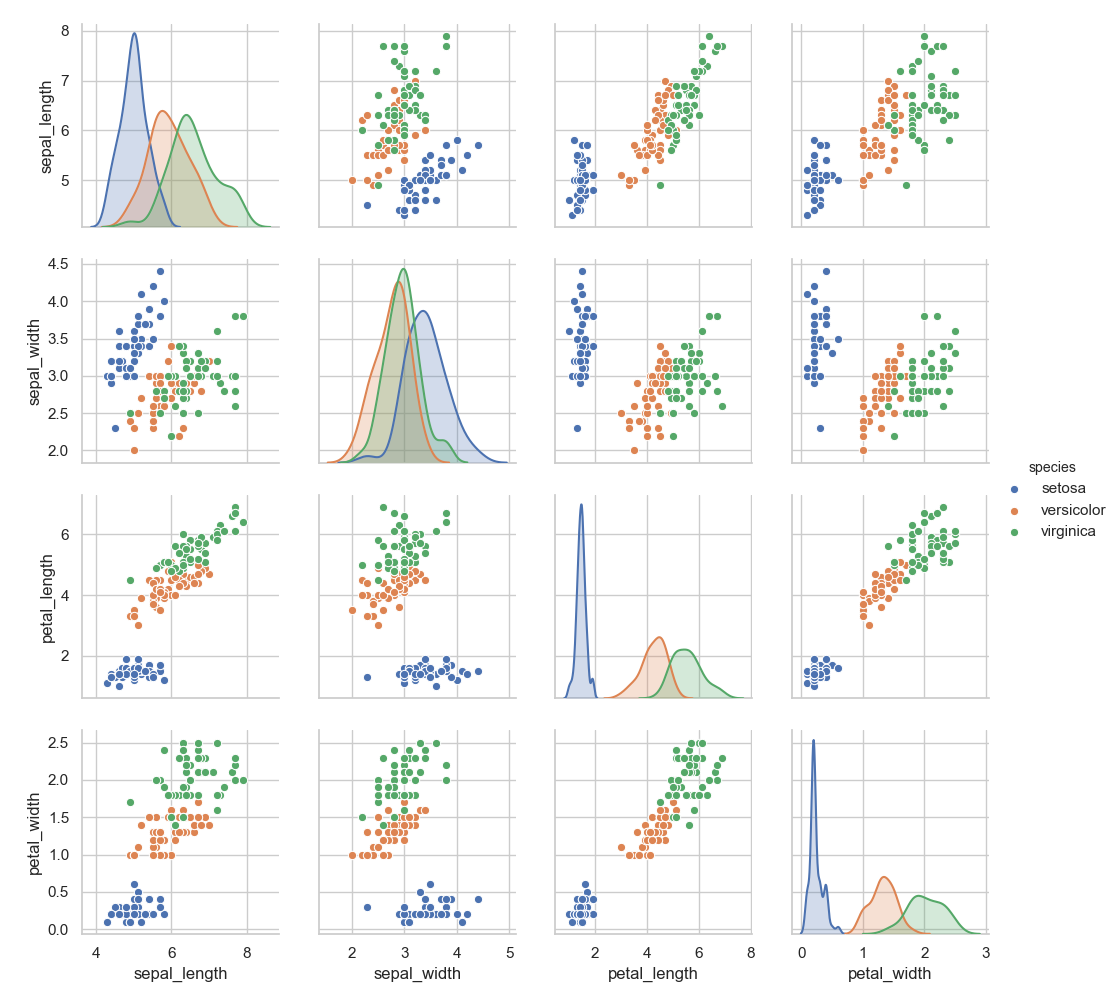 8
7
6
5
sepal_length
4.5
4.0
3.5
3.0
2.5
2.0
sepal_width
6
4
2
petal_length
species
setosa
versicolor
virginica
2.5
2.0
1.5
1.0
0.5
0.0
petal_width
4 6 8 2 3 4 5 2 4 6 8 0 1 2 3
sepal_length sepal_width petal_length petal_width